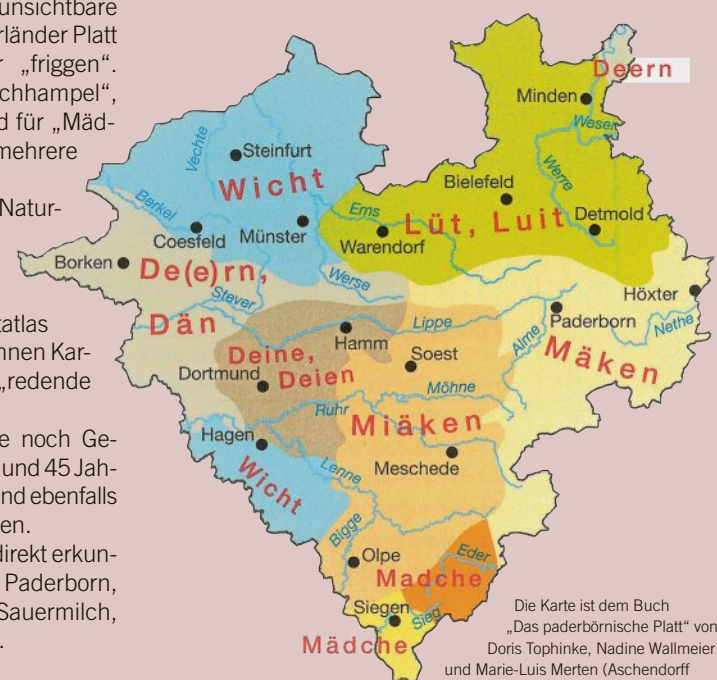 unsichtbare
rländer Platt
r „friggen“.
chhampel“,
d für „Mäd-
mehrere
Natur-
tatlas
nnen Kar-
„redende
e noch Ge-
und 45 Jah-
nd ebenfalls
en.
direkt erkun-
Paderborn,
Sauermilch,
.
Deern
Minden
Weser
Vechte
Steinfurt
Wicht
Bielefeld
Werre
Berkel
Ems
Lüt, Luit
Detmold
Coesfeld
Münster
Warendorf
Borken
De(e)rn,
Werse
Höxter
Stever
Dän
Lippe
Paderborn
Nethe
Hamm
Alme
Deine,
Soest
Mäken
Dortmund
Deien
Möhne
Ruhr
Miäken
Hagen
Wicht
Lenne
Meschede
Bigge
Olpe
Eder
Madche
Siegen
Sieg
Mädche
Die Karte ist dem Buch
„Das paderbörnische Platt“ von
Doris Tophinke, Nadine Wallmeier
und Marie-Luis Merten (Aschendorff